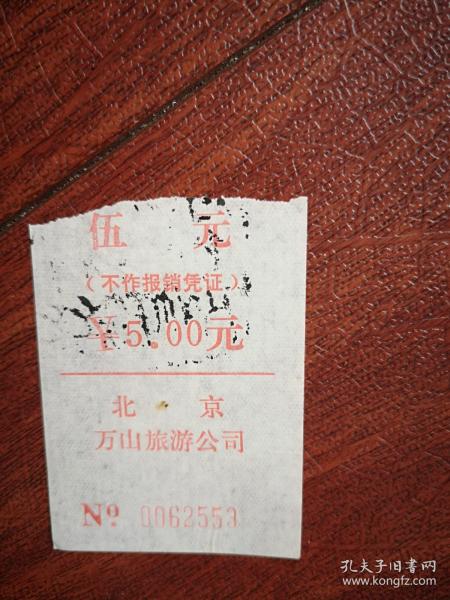 伍 元
（不作报销凭证）
￥5.00元
北 京
万山旅游公司
№ 0062553
孔夫子旧书网
www.kongfz.com